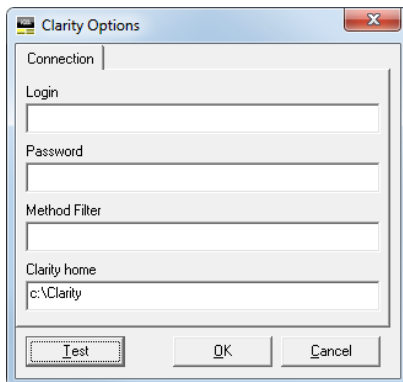 Clarity Options
Connection
Login
Password
Method Filter
Clarity home
c:\Clarity
Test OK Cancel